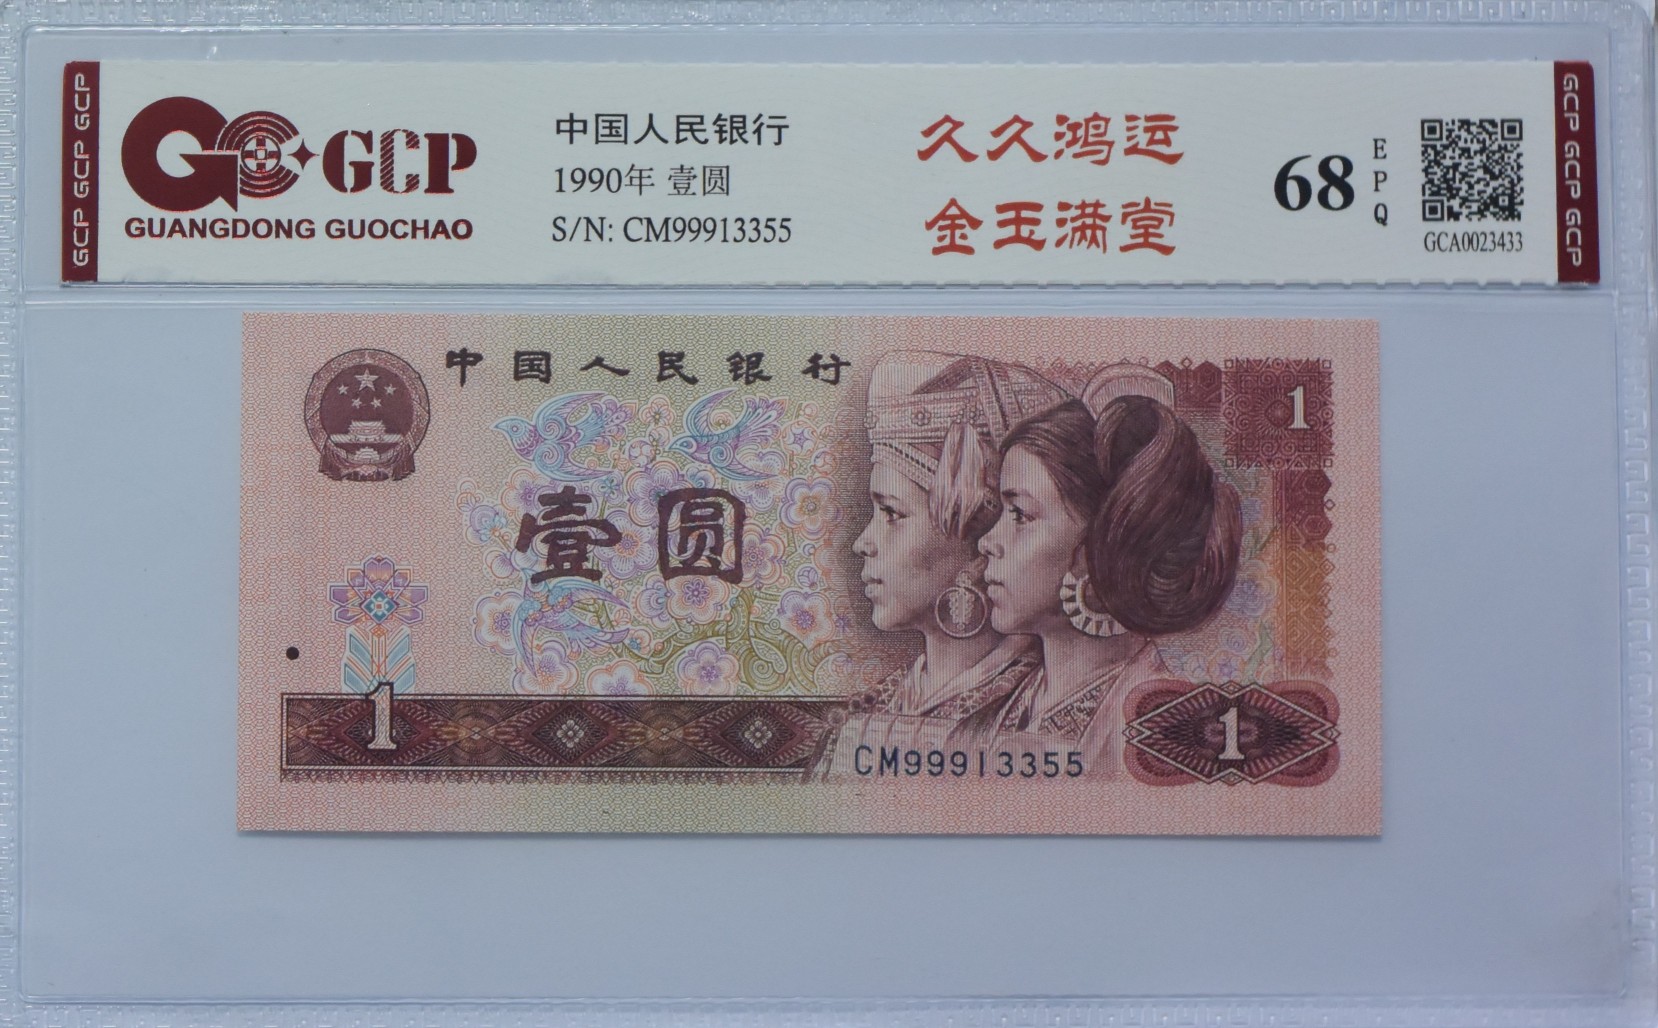 GCP GCP GCP
GCP
GUANGDONG GUOCHAO
中国人民银行
1990年 壹圆
S/N: CM99913355
久久鸿运
金玉满堂
68
EPQ
GCA0023433
GCP GCP GCP
中国人民银行
1
壹圆
1
CM99913355
1